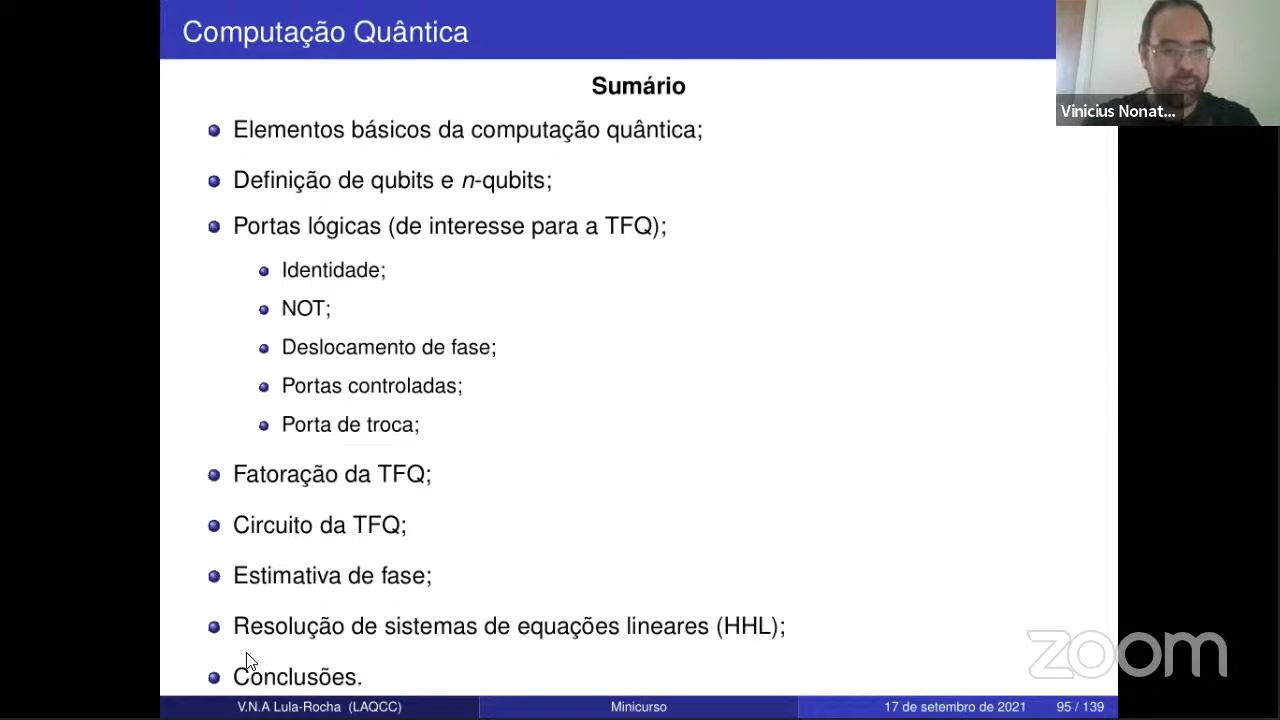 Computação Quântica
Sumário
Elementos básicos da computação quântica;
Definição de qubits e n-qubits;
Portas lógicas (de interesse para a TFQ);
Identidade;
NOT;
Deslocamento de fase;
Portas controladas;
Porta de troca;
Fatoração da TFQ;
Circuito da TFQ;
Estimativa de fase;
Resolução de sistemas de equações lineares (HHL);
Conclusões.
V.N.A Lula-Rocha (LAQCC) Minicurso 17 de setembro de 2021 95 / 139
Vinicius Nonat...
zoom